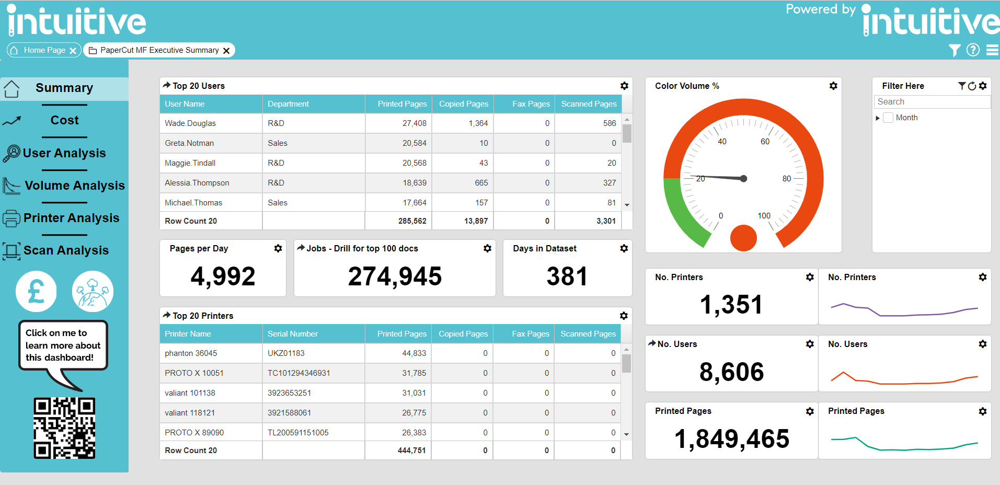 intuitive
Powered by intuitive
Home Page
PaperCut MF Executive Summary
Summary
Cost
User Analysis
Volume Analysis
Printer Analysis
Scan Analysis
£
Click on me to
learn more about
this dashboard!
Top 20 Users
User Name Department Printed Pages Copied Pages Fax Pages Scanned Pages
Wade.Douglas R&D 27,408 1,364 0 586
Greta.Notman Sales 20,584 10 0 0
Maggie.Tindall R&D 20,568 43 0 20
Alessia.Thompson R&D 18,639 665 0 327
Michael.Thomas Sales 17,664 157 0 81
Row Count 20 285,562 13,897 0 3,301
Pages per Day
4,992
Jobs - Drill for top 100 docs
274,945
Days in Dataset
381
Top 20 Printers
Printer Name Serial Number Printed Pages Copied Pages Fax Pages Scanned Pages
phanton 36045 UKZ01183 44,833 0 0 0
PROTO X 10051 TC101294346931 31,785 0 0 0
valiant 101138 3923653251 31,031 0 0 0
valiant 118121 3921588061 26,775 0 0 0
PROTO X 89090 TL200591151005 26,383 0 0 0
Row Count 20 444,751 0 0 0
Color Volume %
40 60
20 80
0 100
Filter Here
Search
Month
No. Printers
1,351
No. Printers
No. Users
8,606
No. Users
Printed Pages
1,849,465
Printed Pages